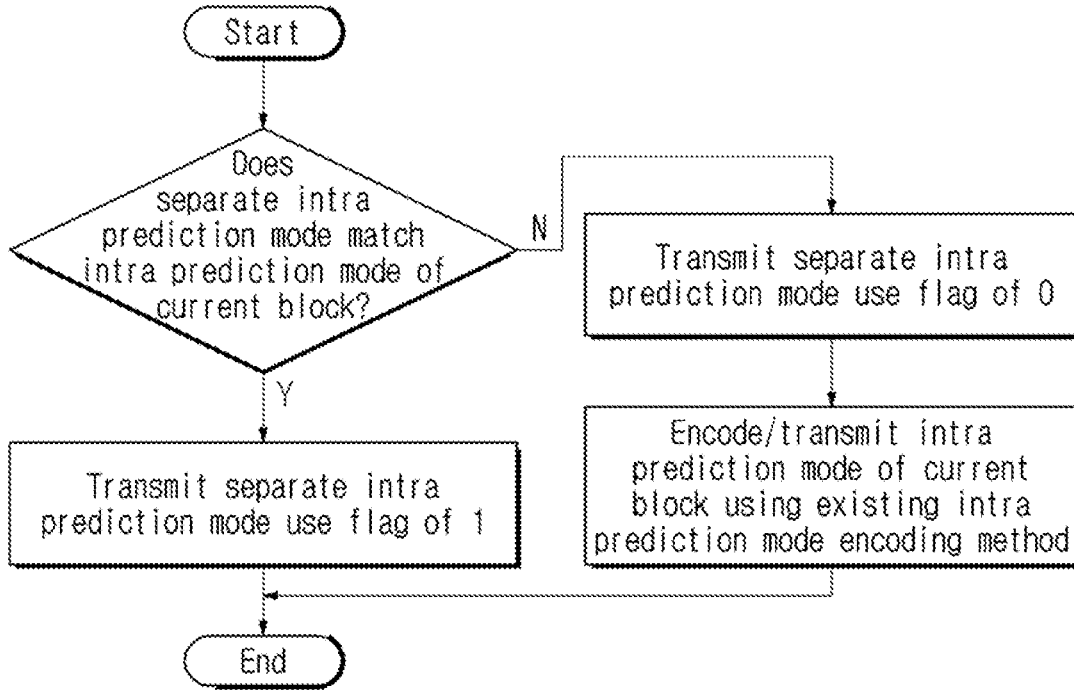 Start
Does
separate intra
prediction mode match
intra prediction mode of
current block?
N
Transmit separate intra
prediction mode use flag of 0
Y
Transmit separate intra
prediction mode use flag of 1
Encode/transmit intra
prediction mode of current
block using existing intra
prediction mode encoding method
End